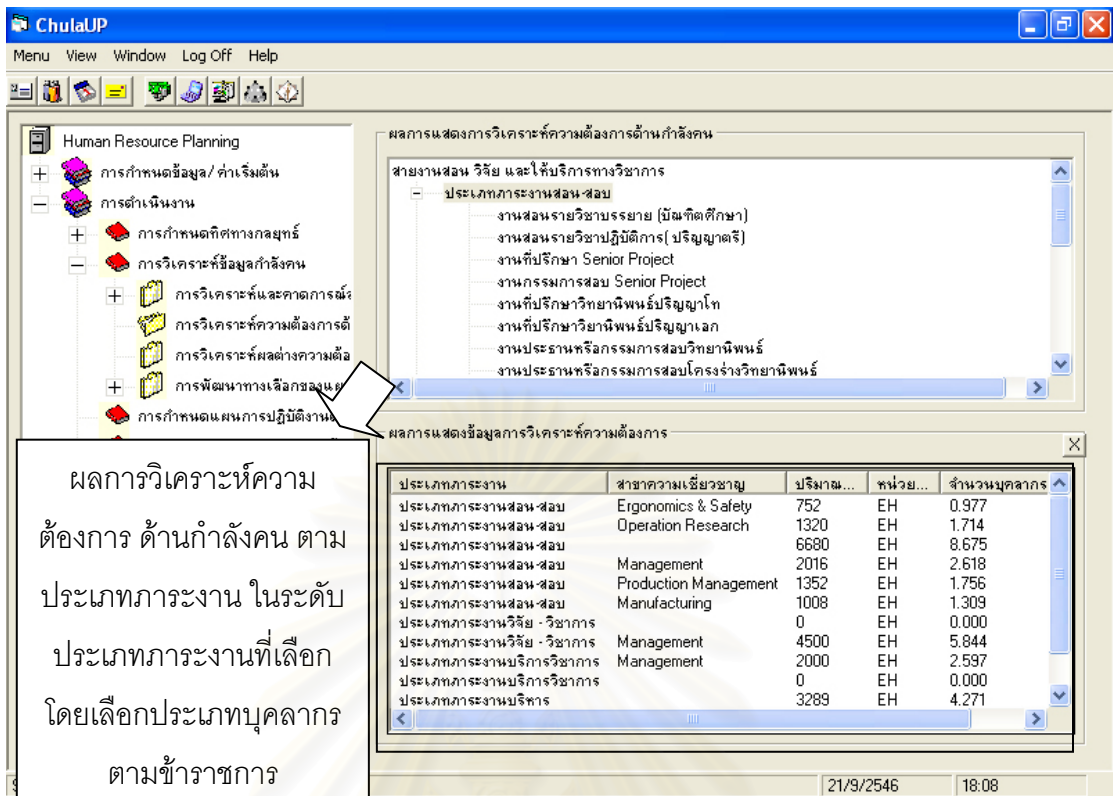 ChulaUP
Menu View Window Log Off Help
Human Resource Planning
การกำหนดข้อมูล/ ค่าเริ่มต้น
การดำเนินงาน
การกำหนดทิศทางกลยุทธ์
การวิเคราะห์ข้อมูลกำลังคน
การวิเคราะห์และคาดการณ์
การวิเคราะห์ความต้องการด้
การวิเคราะห์ผลต่างความต้อ
การพัฒนาทางเลือกของแผ
การกำหนดแผนการปฏิบัติงาน
ผลการวิเคราะห์ความ
ต้องการ ด้านกำลังคน ตาม
ประเภทภาระงาน ในระดับ
ประเภทภาระงานที่เลือก
โดยเลือกประเภทบุคลากร
ตามข้าราชการ
ผลการแสดงการวิเคราะห์ความต้องการด้านกำลังคน
สายงานสอน วิจัย และให้บริการทางวิชาการ
ประเภทภาระงานสอน-สอบ
งานสอนรายวิชาบรรยาย (บัณฑิตศึกษา)
งานสอนรายวิชาปฏิบัติการ( ปริญญาตรี)
งานที่ปรึกษา Senior Project
งานกรรมการสอบ Senior Project
งานที่ปรึกษาวิทยานิพนธ์ปริญญาโท
งานที่ปรึกษาวิยานิพนธ์ปริญญาเอก
งานประธานหรือกรรมการสอบวิทยานิพนธ์
งานประธานหรือกรรมการสอบโครงร่างวิทยานิพนธ์
ผลการแสดงข้อมูลการวิเคราะห์ความต้องการ
ประเภทภาระงาน สาขาความเชี่ยวชาญ ปริมาณ... หน่วย... จำนวนบุคลากร
ประเภทภาระงานสอน-สอบ Ergonomics & Safety 752 EH 0.977
ประเภทภาระงานสอน-สอบ Operation Research 1320 EH 1.714
ประเภทภาระงานสอน-สอบ 6680 EH 8.675
ประเภทภาระงานสอน-สอบ Management 2016 EH 2.618
ประเภทภาระงานสอน-สอบ Production Management 1352 EH 1.756
ประเภทภาระงานสอน-สอบ Manufacturing 1008 EH 1.309
ประเภทภาระงานวิจัย - วิชาการ 0 EH 0.000
ประเภทภาระงานวิจัย - วิชาการ Management 4500 EH 5.844
ประเภทภาระงานบริการวิชาการ Management 2000 EH 2.597
ประเภทภาระงานบริการวิชาการ 0 EH 0.000
ประเภทภาระงานบริหาร 3289 EH 4.271
21/9/2546 18:08